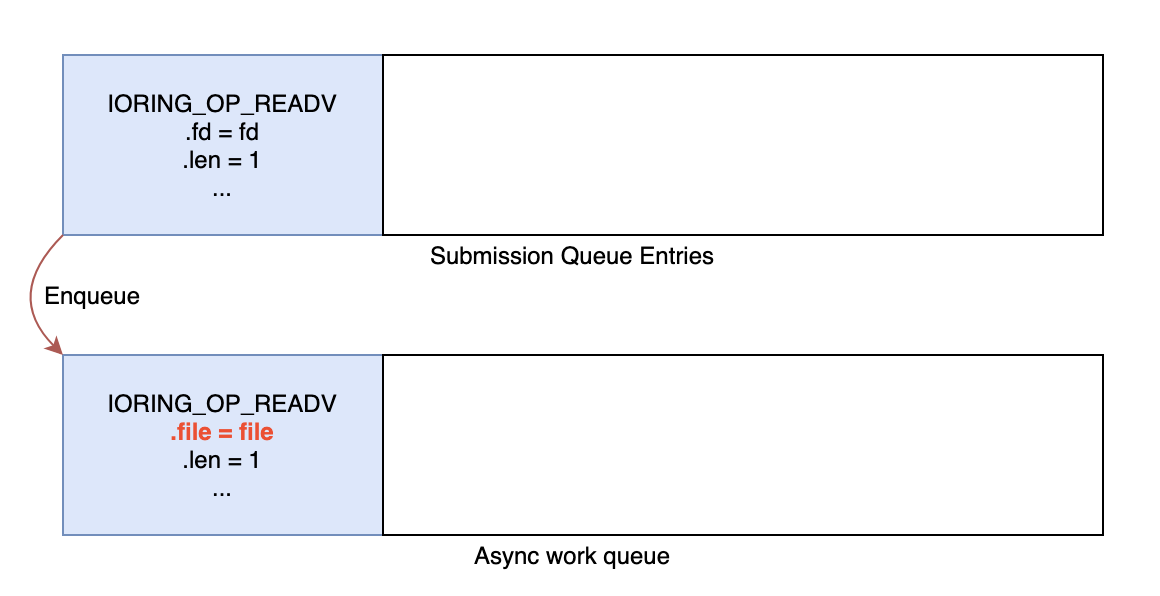 IORING_OP_READV
.fd = fd
.len = 1
...
Submission Queue Entries
Enqueue
IORING_OP_READV
.file = file
.len = 1
...
Async work queue